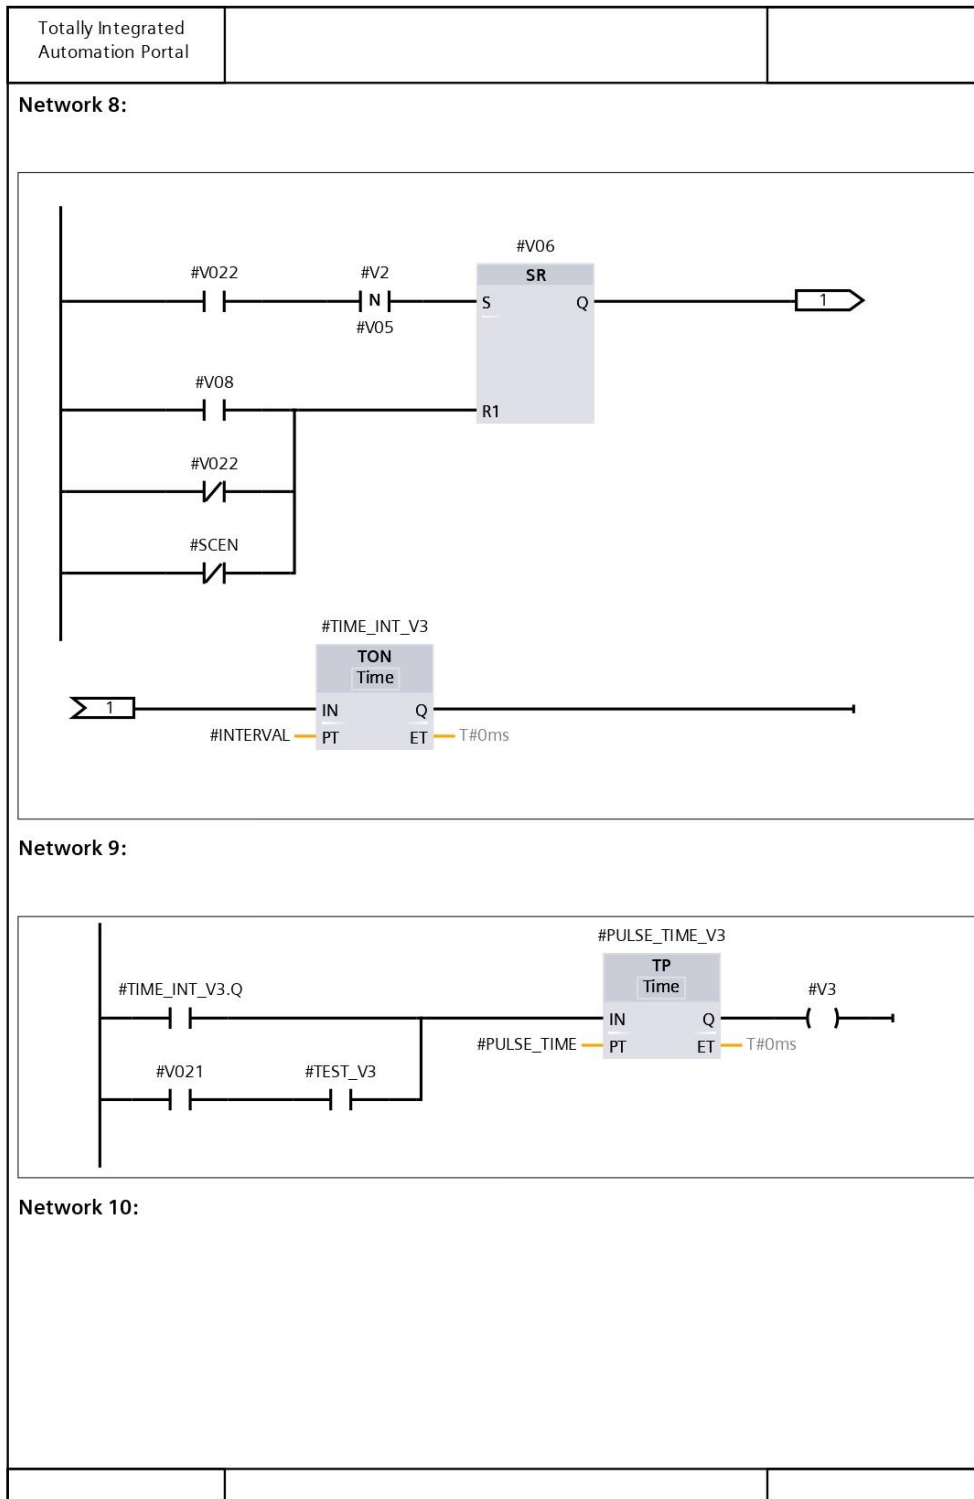 Totally Integrated
Automation Portal
Network 8:
#V06
#V022
#V2
SR
N
S
Q
1
#V05
#V08
R1
#V022
#SCEN
#TIME_INT_V3
TON
Time
1
IN
Q
#INTERVAL
PT
ET
T#0ms
Network 9:
#PULSE_TIME_V3
TP
#TIME_INT_V3.Q
Time
#V3
IN
Q
#PULSE_TIME
PT
ET
T#0ms
#V021
#TEST_V3
Network 10: